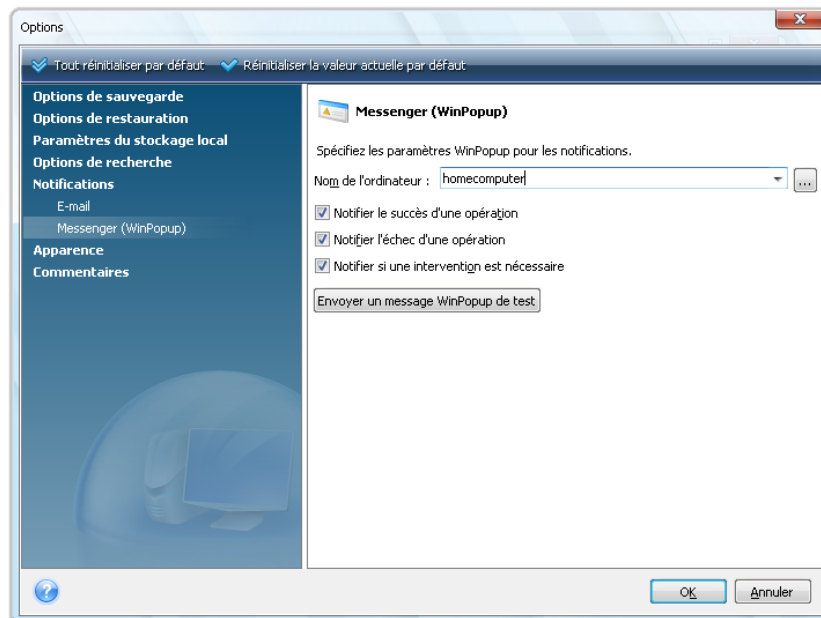 Options
Tout réinitialiser par défaut Réinitialiser la valeur actuelle par défaut
Options de sauvegarde
Options de restauration
Paramètres du stockage local
Options de recherche
Notifications
E-mail
Messenger (WinPopup)
Apparence
Commentaires
Messenger (WinPopup)
Spécifiez les paramètres WinPopup pour les notifications.
Nom de l'ordinateur : homecomputer ...
Notifier le succès d'une opération
Notifier l'échec d'une opération
Notifier si une intervention est nécessaire
Envoyer un message WinPopup de test
OK Annuler